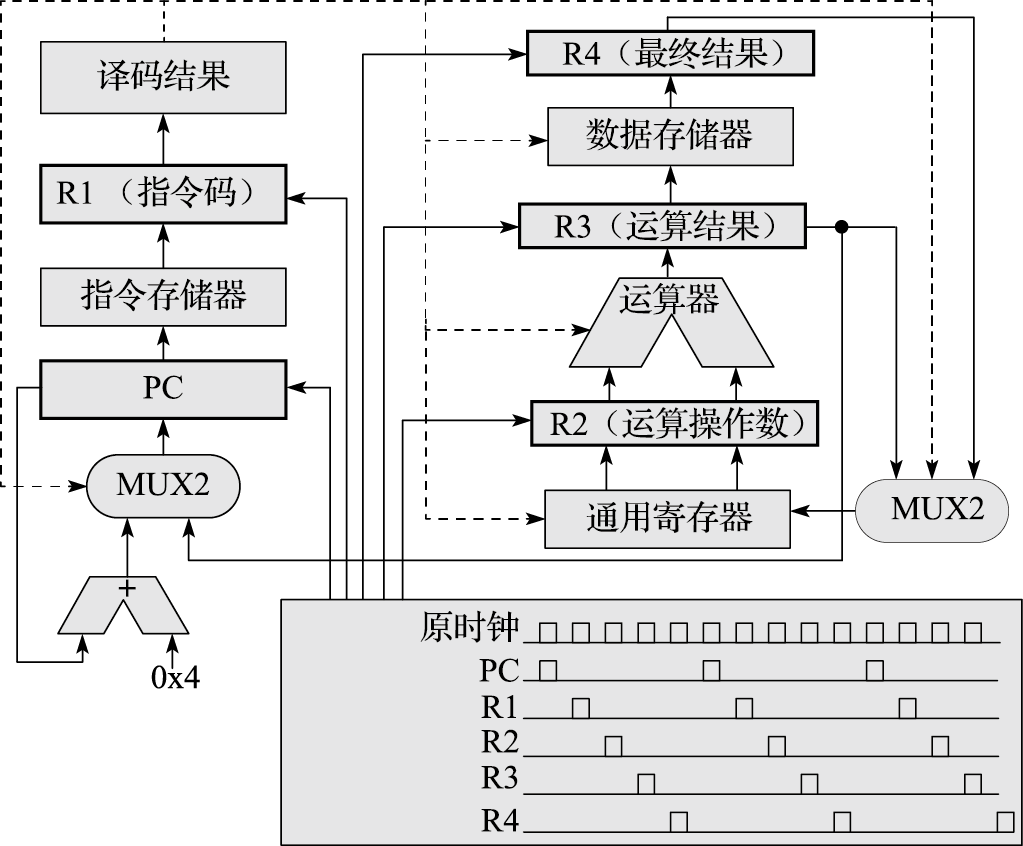 译码结果
R1（指令码）
指令存储器
PC
MUX2
+
0x4
R4（最终结果）
数据存储器
R3（运算结果）
运算器
R2（运算操作数）
通用寄存器
MUX2
原时钟
PC
R1
R2
R3
R4